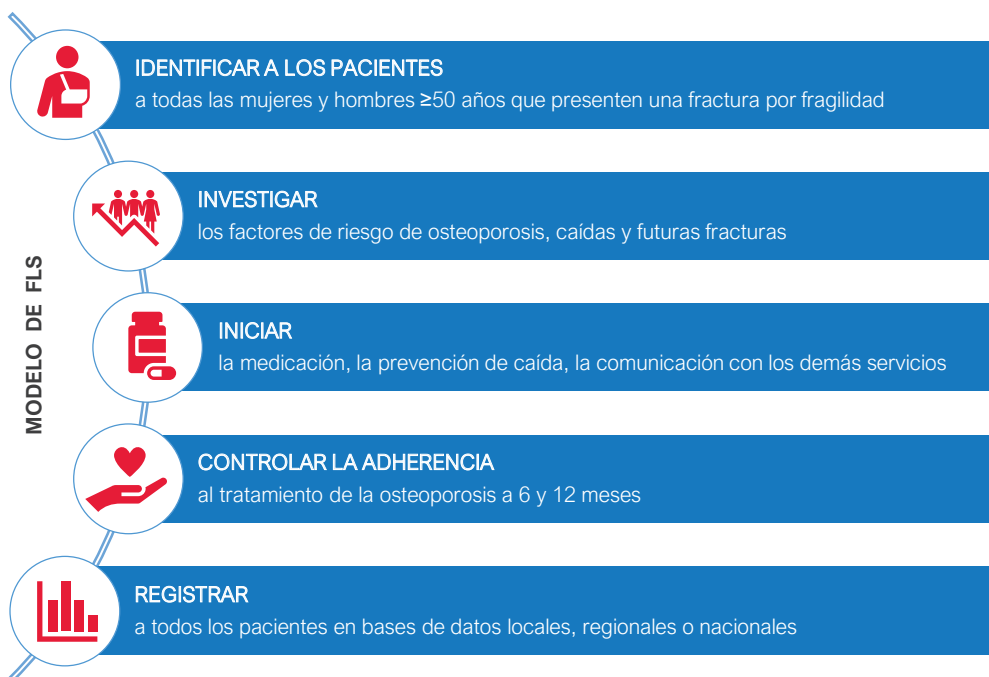 MODELO DE FLS
IDENTIFICAR A LOS PACIENTES
a todas las mujeres y hombres ≥50 años que presenten una fractura por fragilidad
INVESTIGAR
los factores de riesgo de osteoporosis, caídas y futuras fracturas
INICIAR
la medicación, la prevención de caída, la comunicación con los demás servicios
CONTROLAR LA ADHERENCIA
al tratamiento de la osteoporosis a 6 y 12 meses
REGISTRAR
a todos los pacientes en bases de datos locales, regionales o nacionales